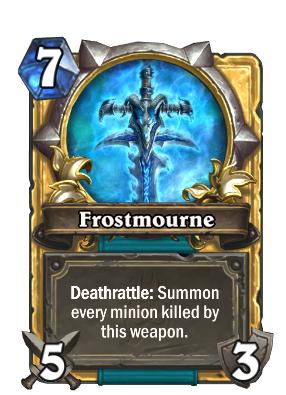 7
Frostmourne
Deathrattle: Summon
every minion killed by
this weapon.
5
3